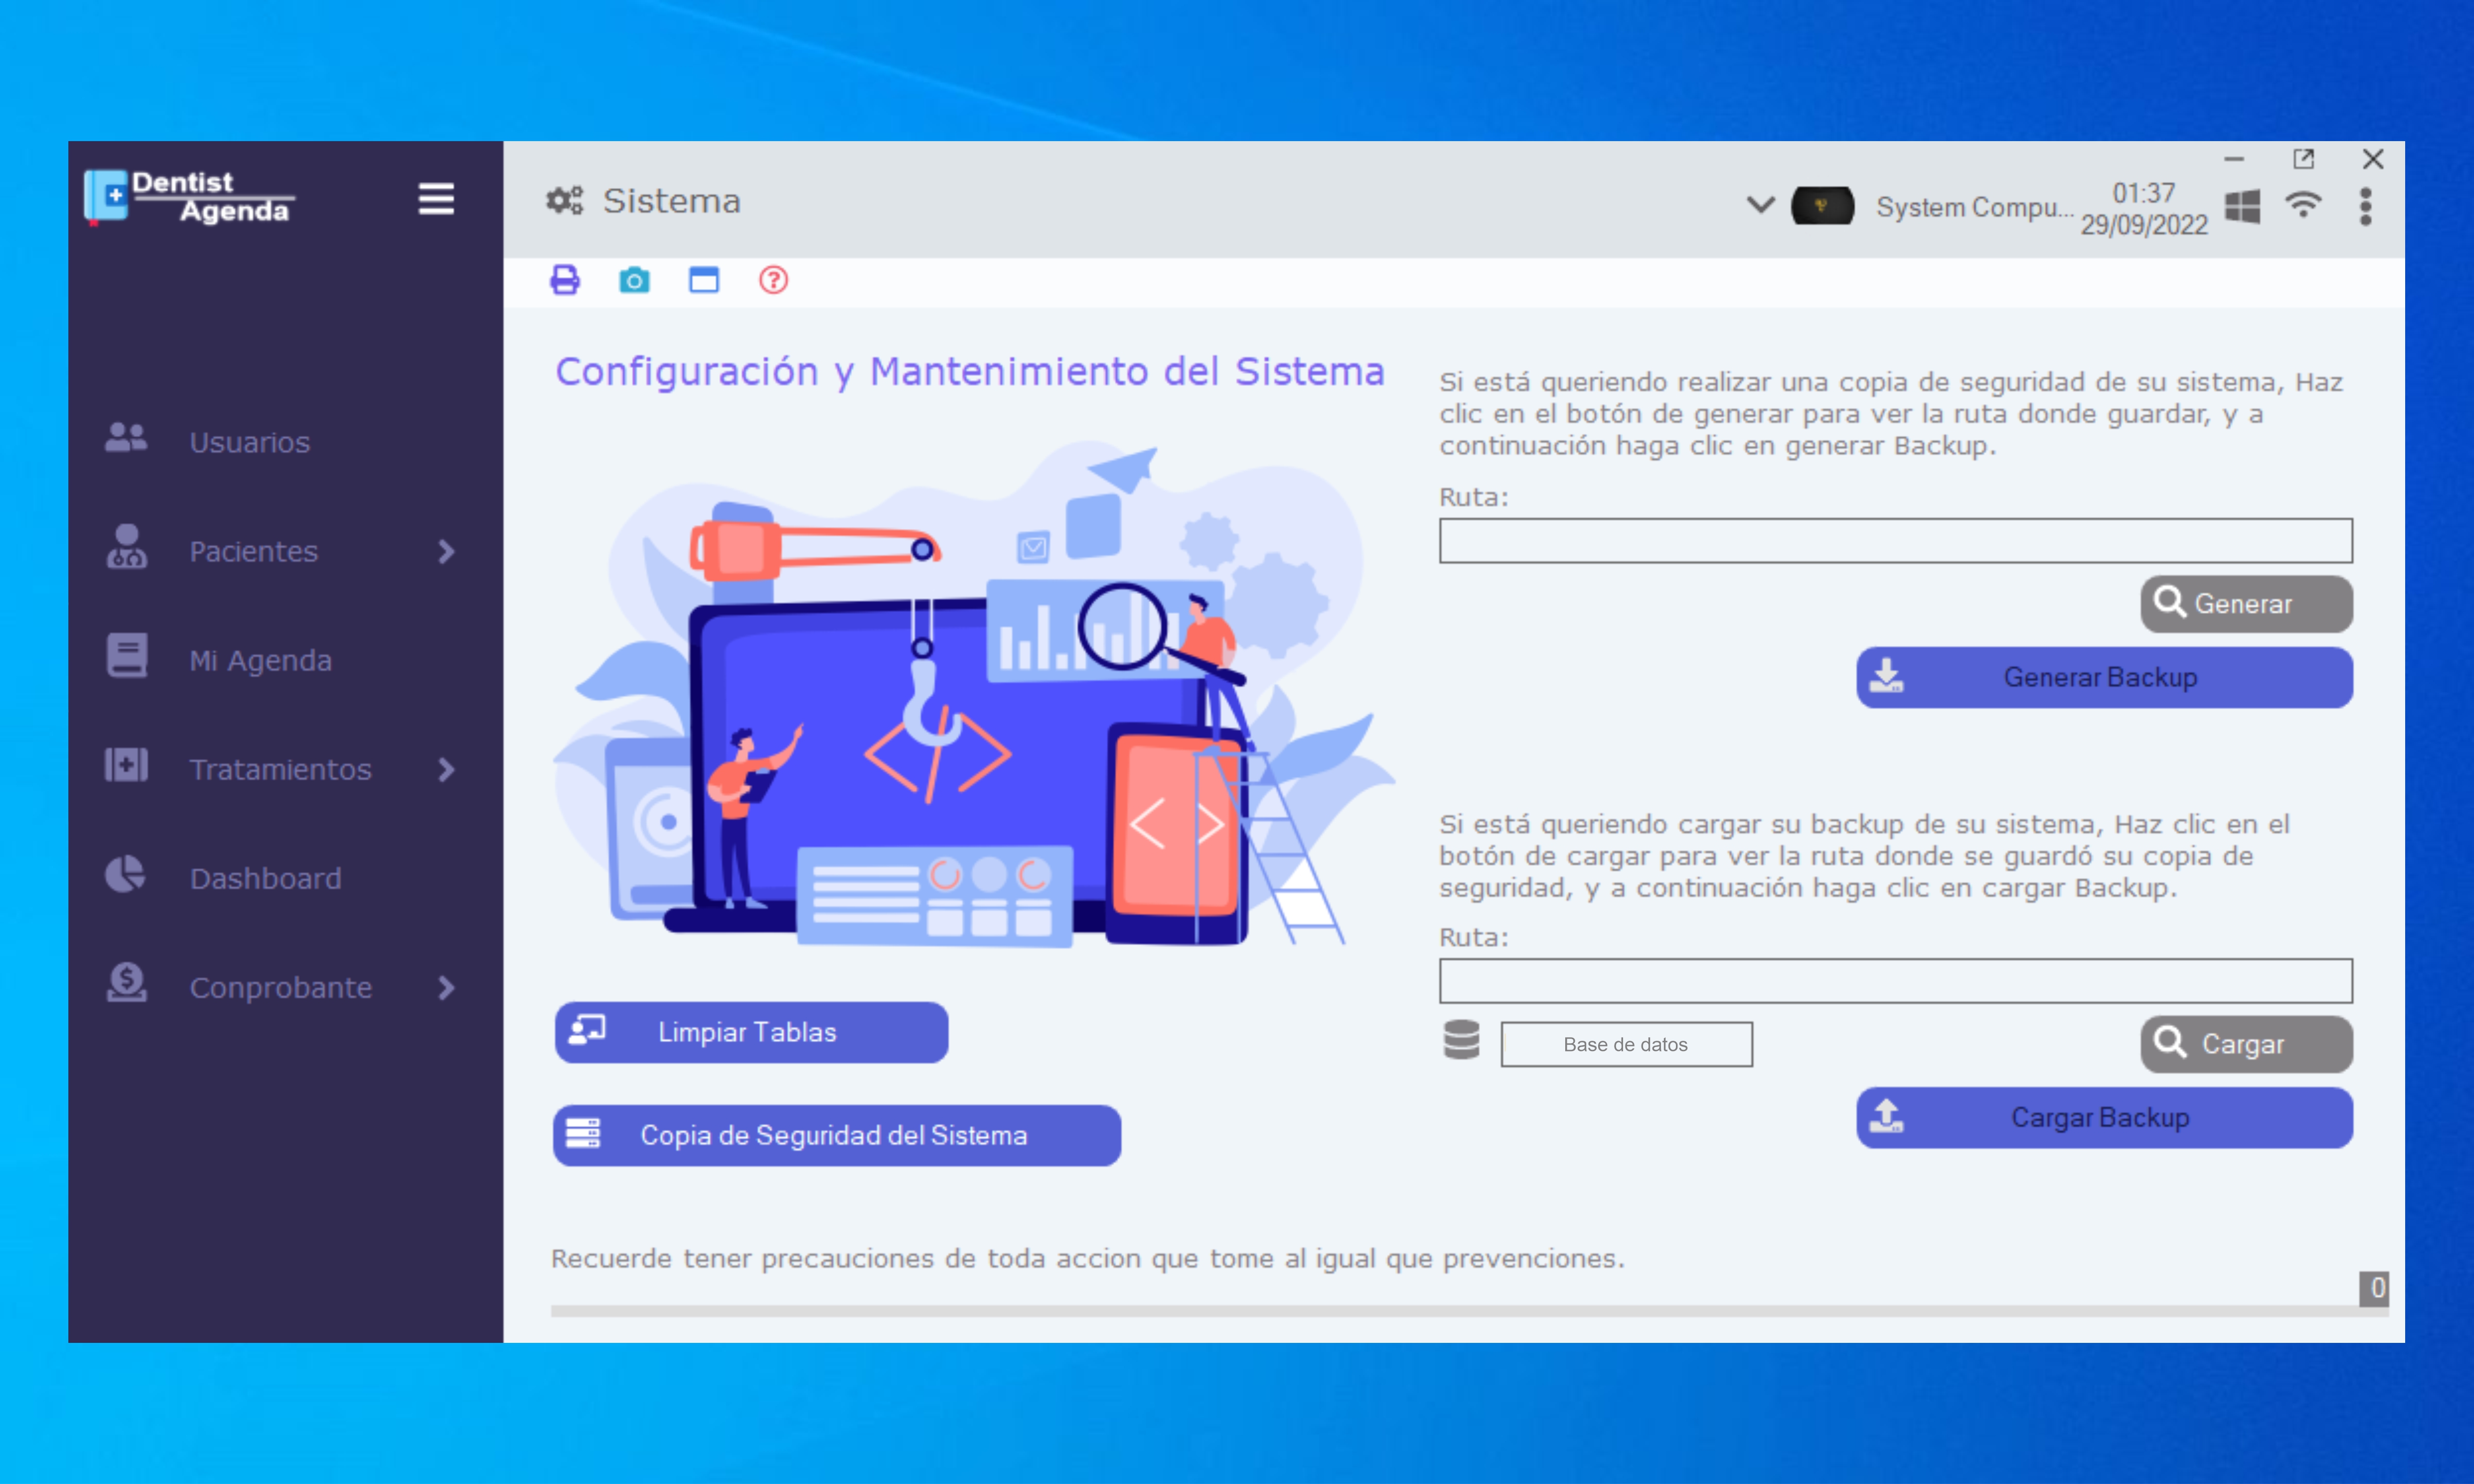 Dentist
Agenda
Sistema
System Compu...
01:37
29/09/2022
Usuarios
Pacientes
Mi Agenda
Tratamientos
Dashboard
Conprobante
Configuración y Mantenimiento del Sistema
Limpiar Tablas
Copia de Seguridad del Sistema
Si está queriendo realizar una copia de seguridad de su sistema, Haz
clic en el botón de generar para ver la ruta donde guardar, y a
continuación haga clic en generar Backup.
Ruta:
Generar
Generar Backup
Si está queriendo cargar su backup de su sistema, Haz clic en el
botón de cargar para ver la ruta donde se guardó su copia de
seguridad, y a continuación haga clic en cargar Backup.
Ruta:
Base de datos
Cargar
Cargar Backup
Recuerde tener precauciones de toda accion que tome al igual que prevenciones.
0